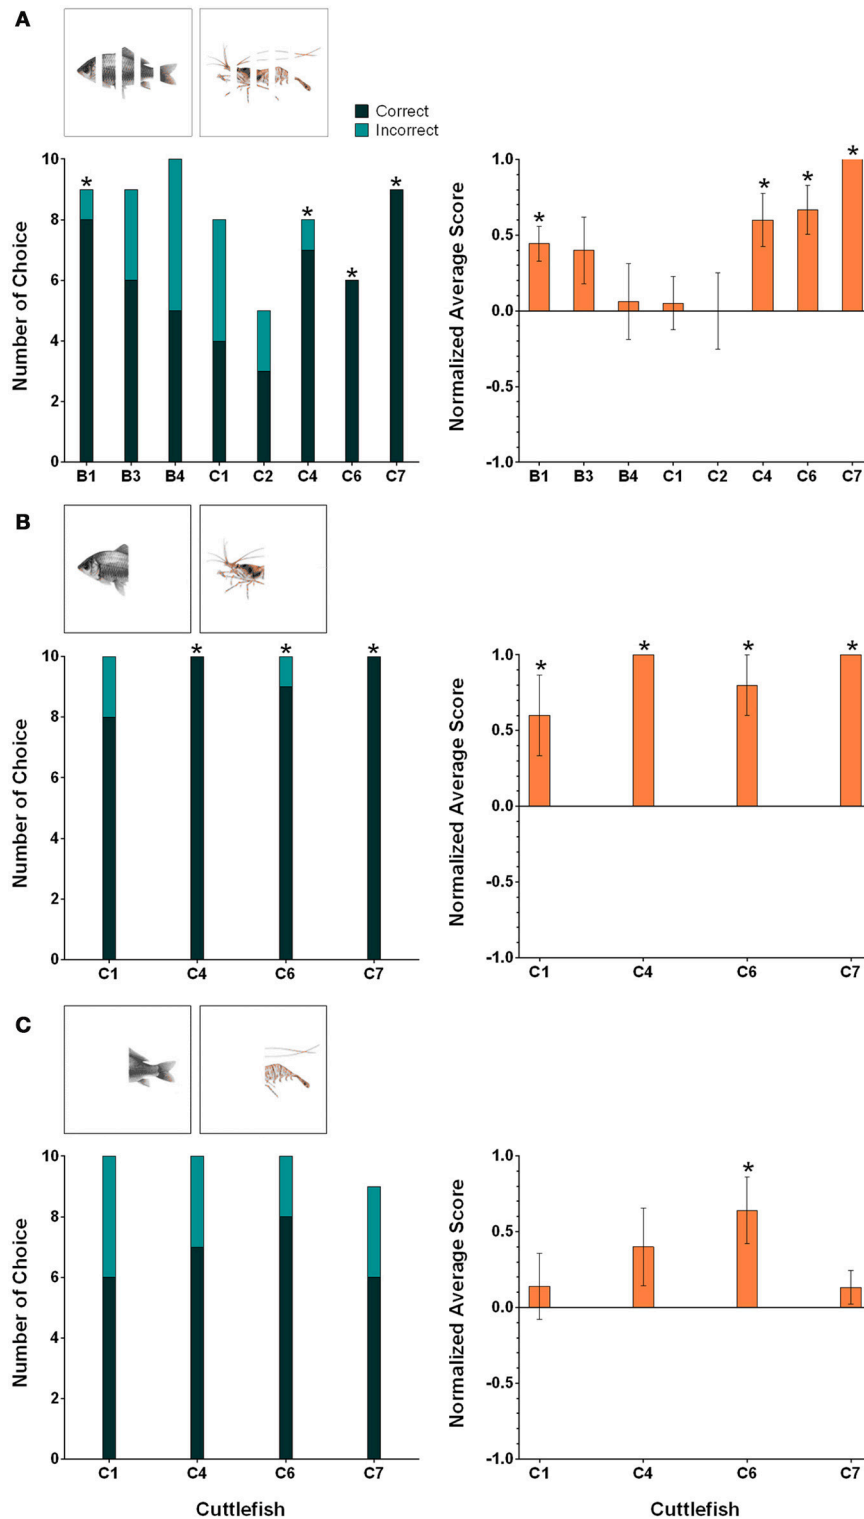 A
Correct
Incorrect
Number of Choice
10
8
6
4
2
0
* * * *
B1 B3 B4 C1 C2 C4 C6 C7
Normalized Average Score
1.0
0.5
0.0
-0.5
-1.0
* * * *
B1 B3 B4 C1 C2 C4 C6 C7
B
Number of Choice
10
8
6
4
2
0
* * *
C1 C4 C6 C7
Normalized Average Score
1.0
0.5
0.0
-0.5
-1.0
* * * *
C1 C4 C6 C7
C
Number of Choice
10
8
6
4
2
0
C1 C4 C6 C7
Cuttlefish
Normalized Average Score
1.0
0.5
0.0
-0.5
-1.0
*
C1 C4 C6 C7
Cuttlefish